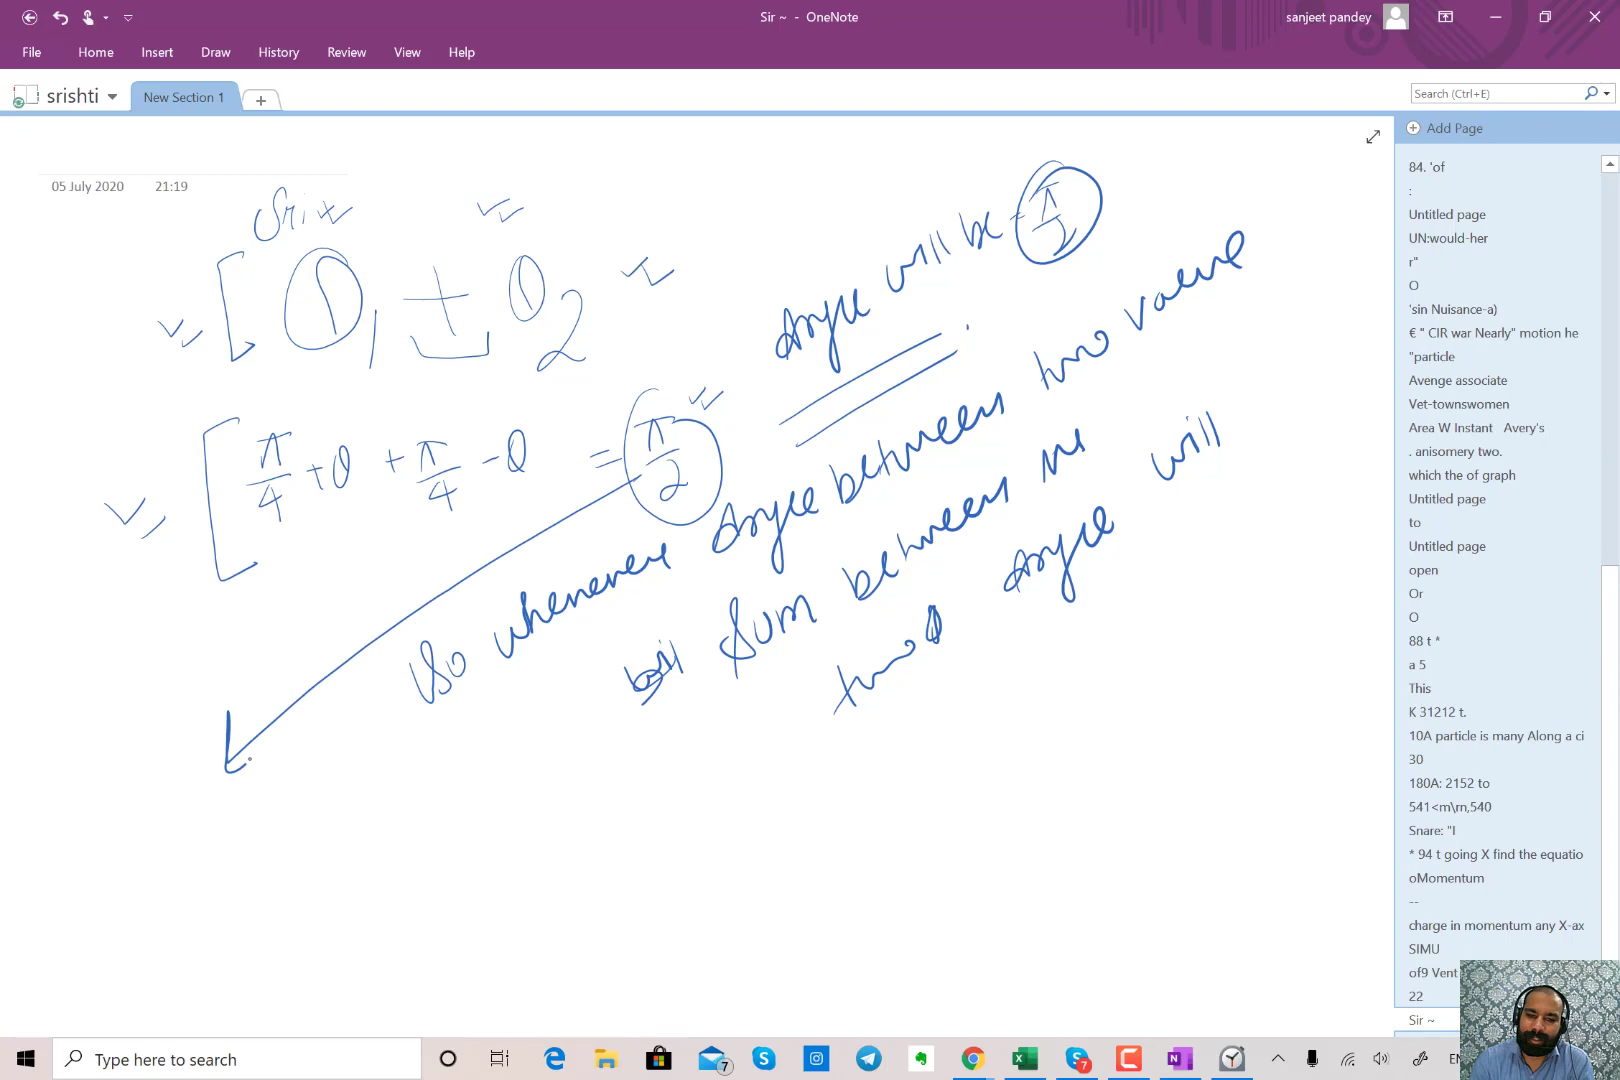 Sir ~ - OneNote
sanjeet pandey
File Home Insert Draw History Review View Help
srishti
New Section 1
Search (Ctrl+E)
Add Page
05 July 2020 21:19
[ θ₁ + θ₂
[ π/4 + θ + π/4 - θ = π/2
Angle will be = π/2
So whenever Angle between two value
Sum between
two Angle will
84. 'of
:
Untitled page
UN:would-her
r"
O
'sin Nuisance-a)
€ " CIR war Nearly" motion he
"particle
Avenge associate
Vet-townswomen
Area W Instant Avery's
. anisomery two.
which the of graph
Untitled page
to
Untitled page
open
Or
O
88 t *
a 5
This
K 31212 t.
10A particle is many Along a ci
30
180A: 2152 to
541<m\rn,540
Snare: "I
* 94 t going X find the equatio
oMomentum
--
charge in momentum any X-ax
SIMU
of9 Vent
22
Sir ~
Type here to search
7
7